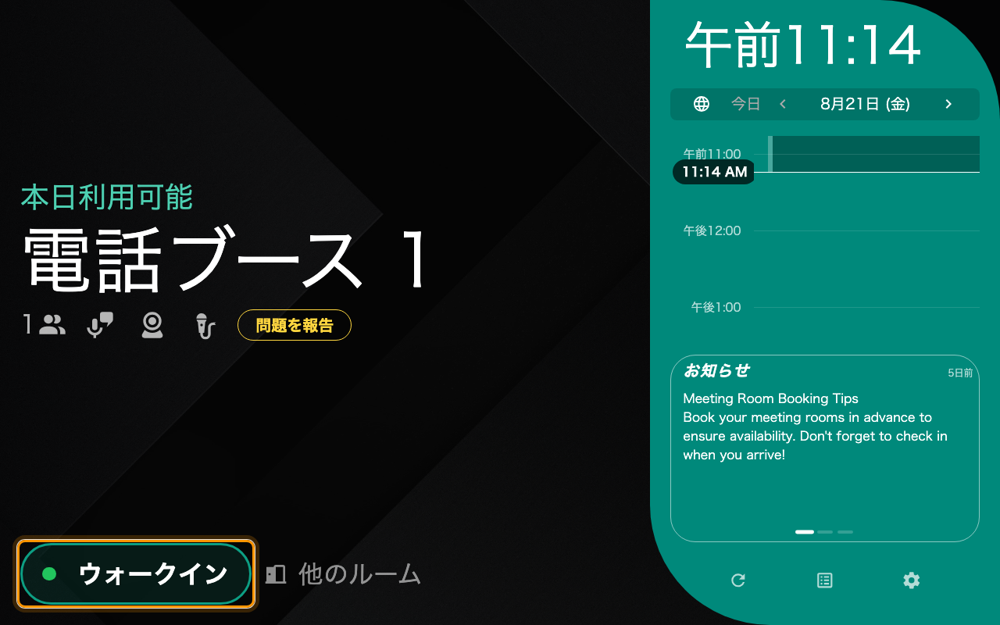 本日利用可能
電話ブース 1
1
問題を報告
ウォークイン
他のルーム
午前11:14
今日
8月21日 (金)
午前11:00
11:14 AM
午後12:00
午後1:00
お知らせ
5日前
Meeting Room Booking Tips
Book your meeting rooms in advance to
ensure availability. Don't forget to check in
when you arrive!